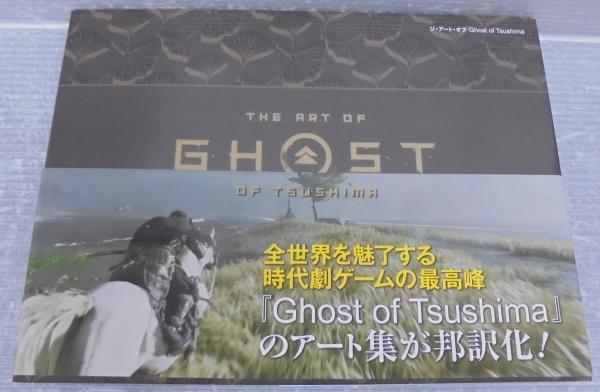 ジ・アート・オブ Ghost of Tsushima
THE ART OF
GHOST
OF TSUSHIMA
全世界を魅了する
時代劇ゲームの最高峰
『Ghost of Tsushima』
のアート集が邦訳化!